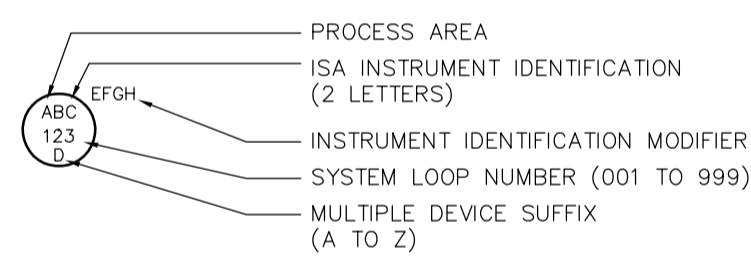 PROCESS AREA
ISA INSTRUMENT IDENTIFICATION
(2 LETTERS)
EFGH
ABC
123
D
INSTRUMENT IDENTIFICATION MODIFIER
SYSTEM LOOP NUMBER (001 TO 999)
MULTIPLE DEVICE SUFFIX
(A TO Z)